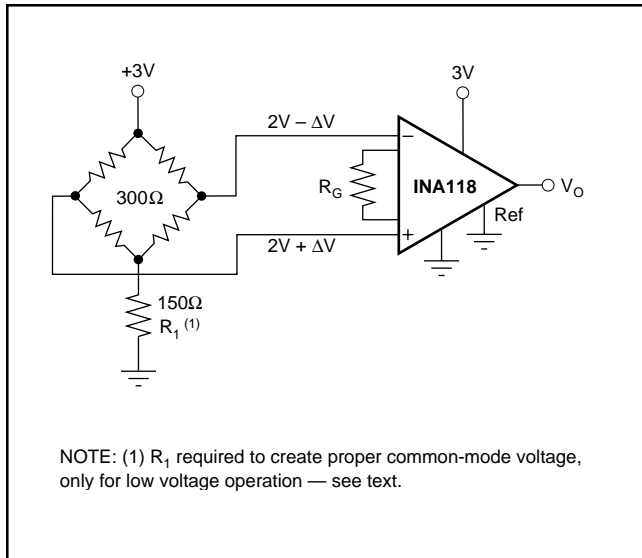 +3V
3V
2V – ΔV
–
300Ω
R_G
INA118
V_O
Ref
+
2V + ΔV
150Ω
R_1 (1)
NOTE: (1) R_1 required to create proper common-mode voltage,
only for low voltage operation — see text.